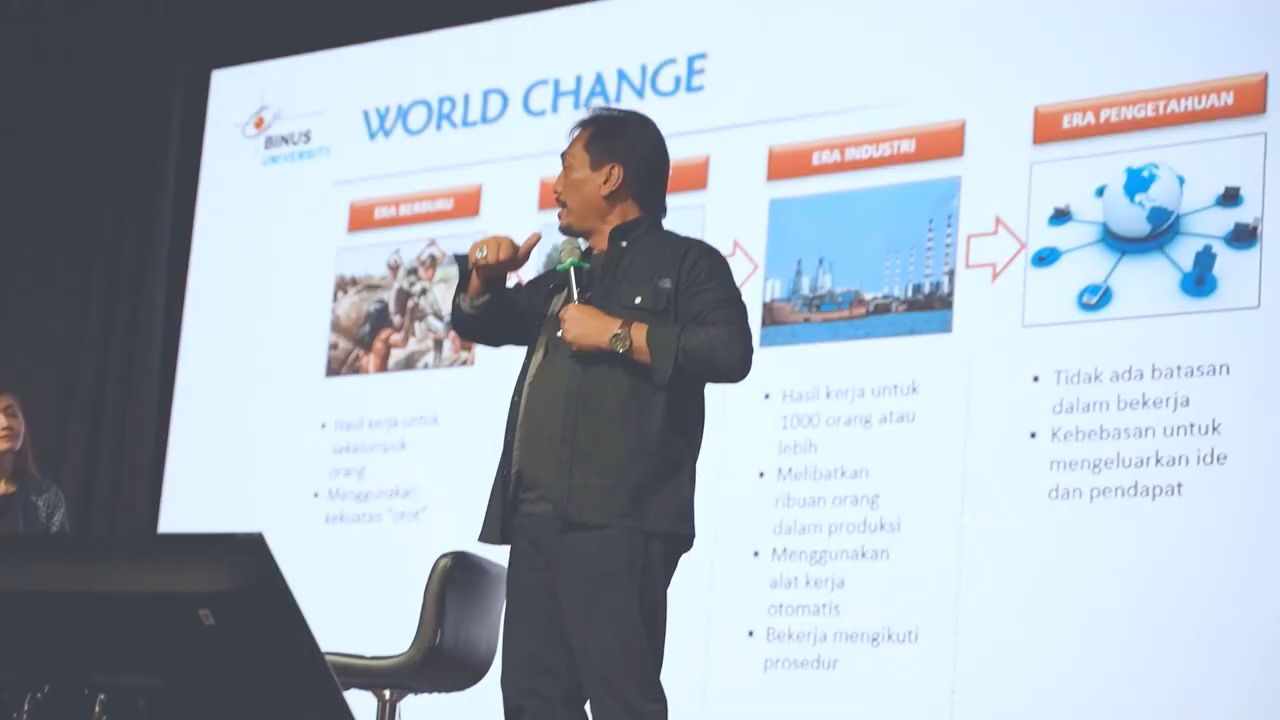 BINUS
UNIVERSITY
WORLD CHANGE
ERA BERBURU
Hasil kerja untuk
sekelompok
orang
Menggunakan
kekuatan "otot"
ERA INDUSTRI
Hasil kerja untuk
1000 orang atau
lebih
Melibatkan
ribuan orang
dalam produksi
Menggunakan
alat kerja
otomatis
Bekerja mengikuti
prosedur
ERA PENGETAHUAN
Tidak ada batasan
dalam bekerja
Kebebasan untuk
mengeluarkan ide
dan pendapat